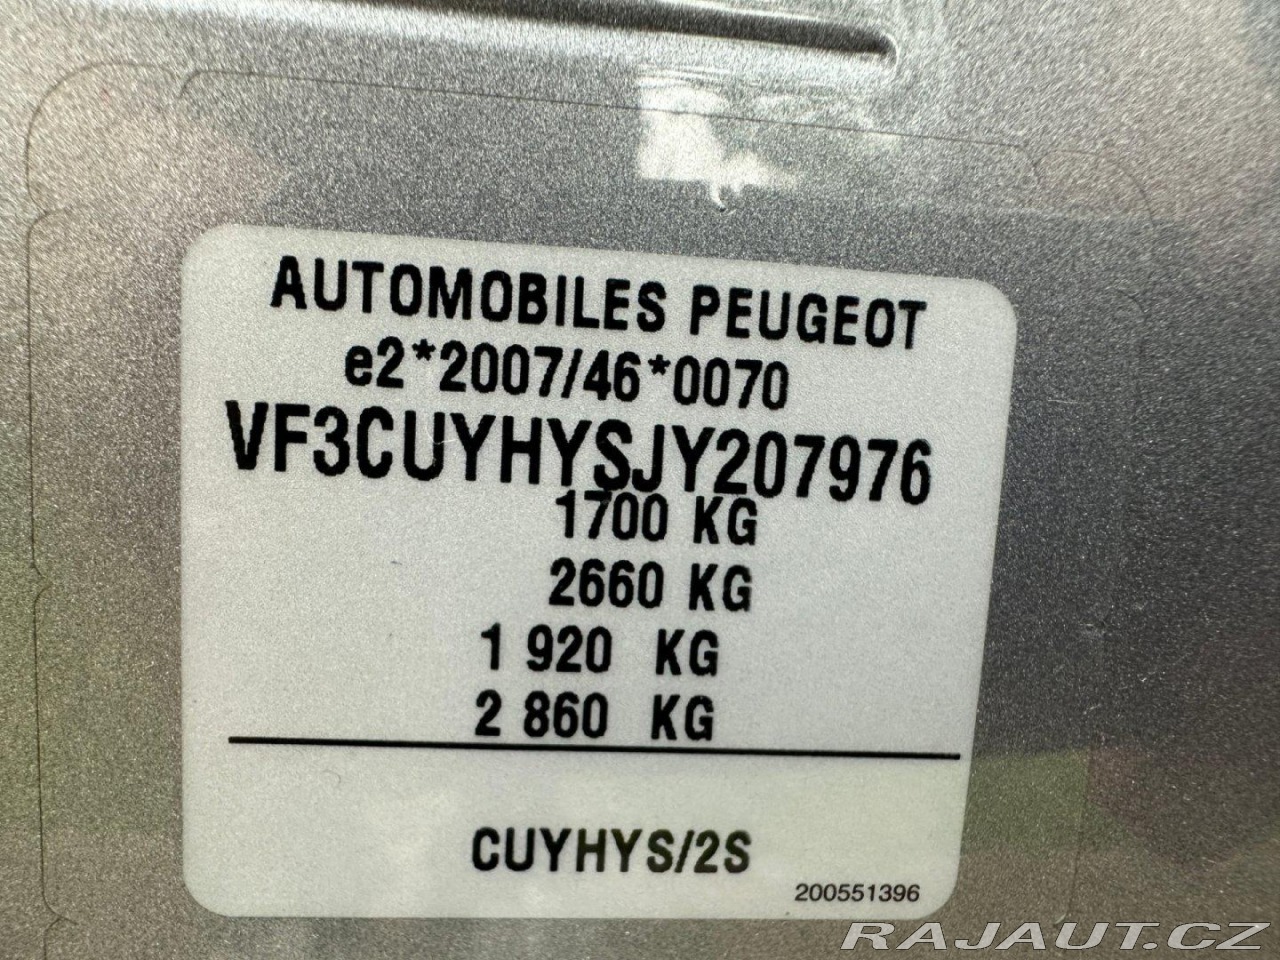 AUTOMOBILES PEUGEOT
e2*2007/46*0070
VF3CUYHYSJY207976
1700 KG
2660 KG
1 920 KG
2 860 KG
CUYHYS/2S
200551396
RAJAUT.CZ